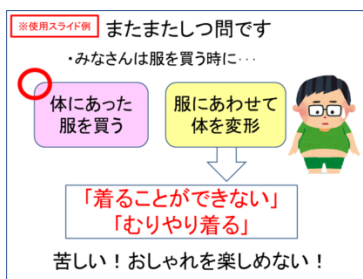 ※使用スライド例
またまたしつ問です
・みなさんは服を買う時に…
体にあった
服を買う
服にあわせて
体を変形
「着ることができない」
「むりやり着る」
苦しい！おしゃれを楽しめない！